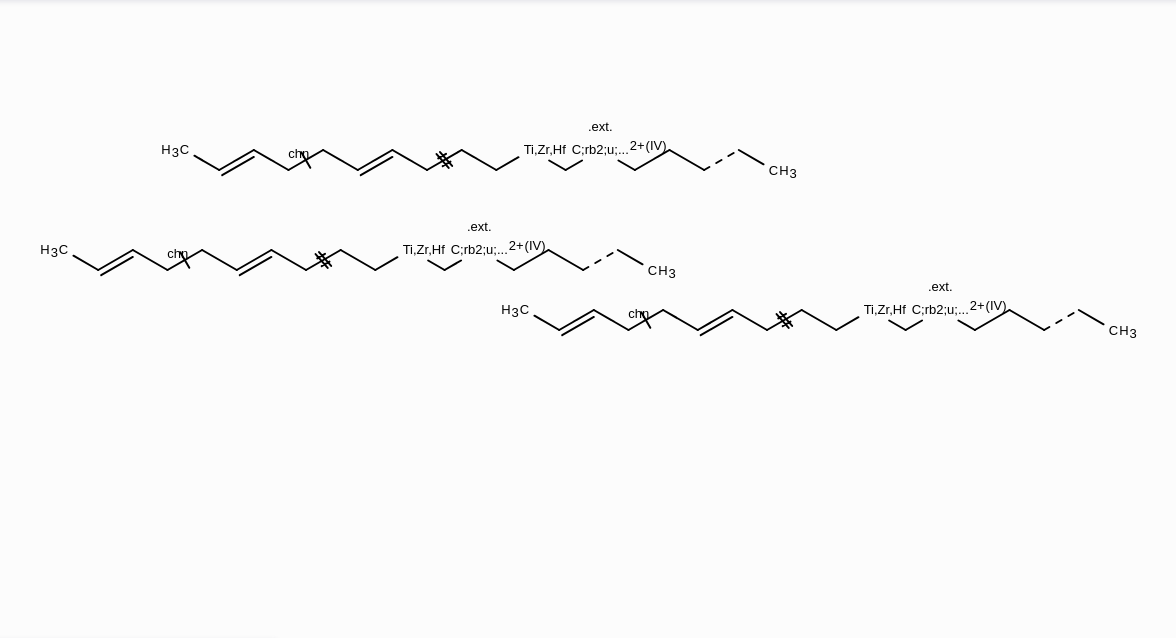 .ext.
H3C chn Ti,Zr,Hf C;rb2;u;...2+(IV) CH3
.ext.
H3C chn Ti,Zr,Hf C;rb2;u;...2+(IV) CH3
.ext.
H3C chn Ti,Zr,Hf C;rb2;u;...2+(IV) CH3